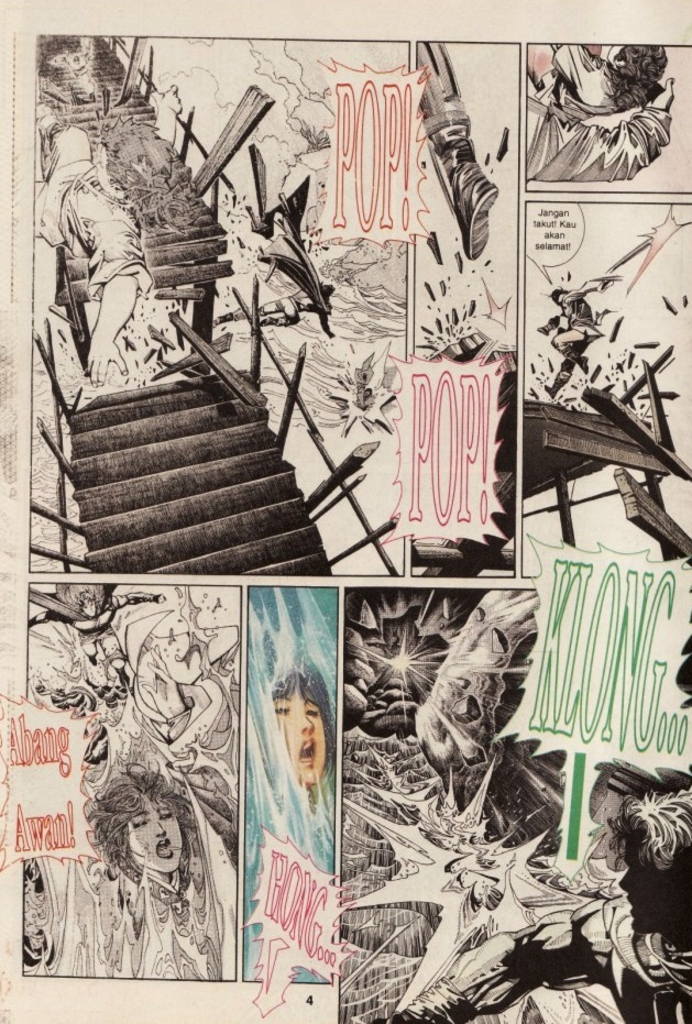 POP!
POP!
Jangan
takut! Kau
akan
selamat!
KLONG...
Abang
Awan!
HONG...
4